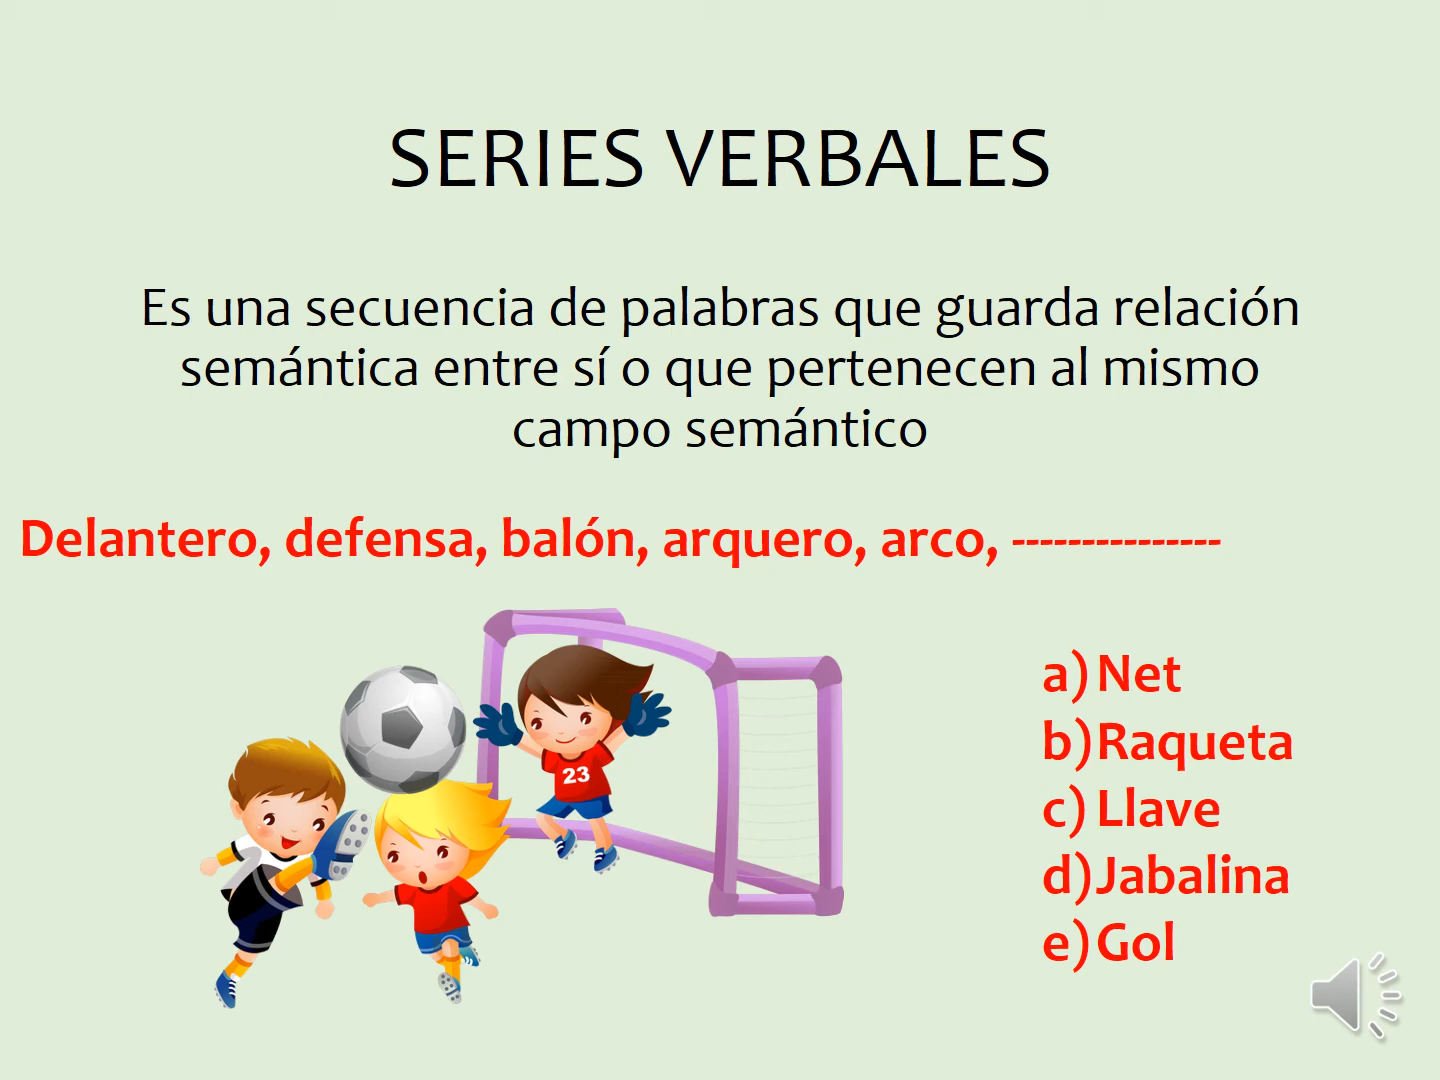 SERIES VERBALES
Es una secuencia de palabras que guarda relación
semántica entre sí o que pertenecen al mismo
campo semántico
Delantero, defensa, balón, arquero, arco, ---------------
23
a) Net
b) Raqueta
c) Llave
d) Jabalina
e) Gol